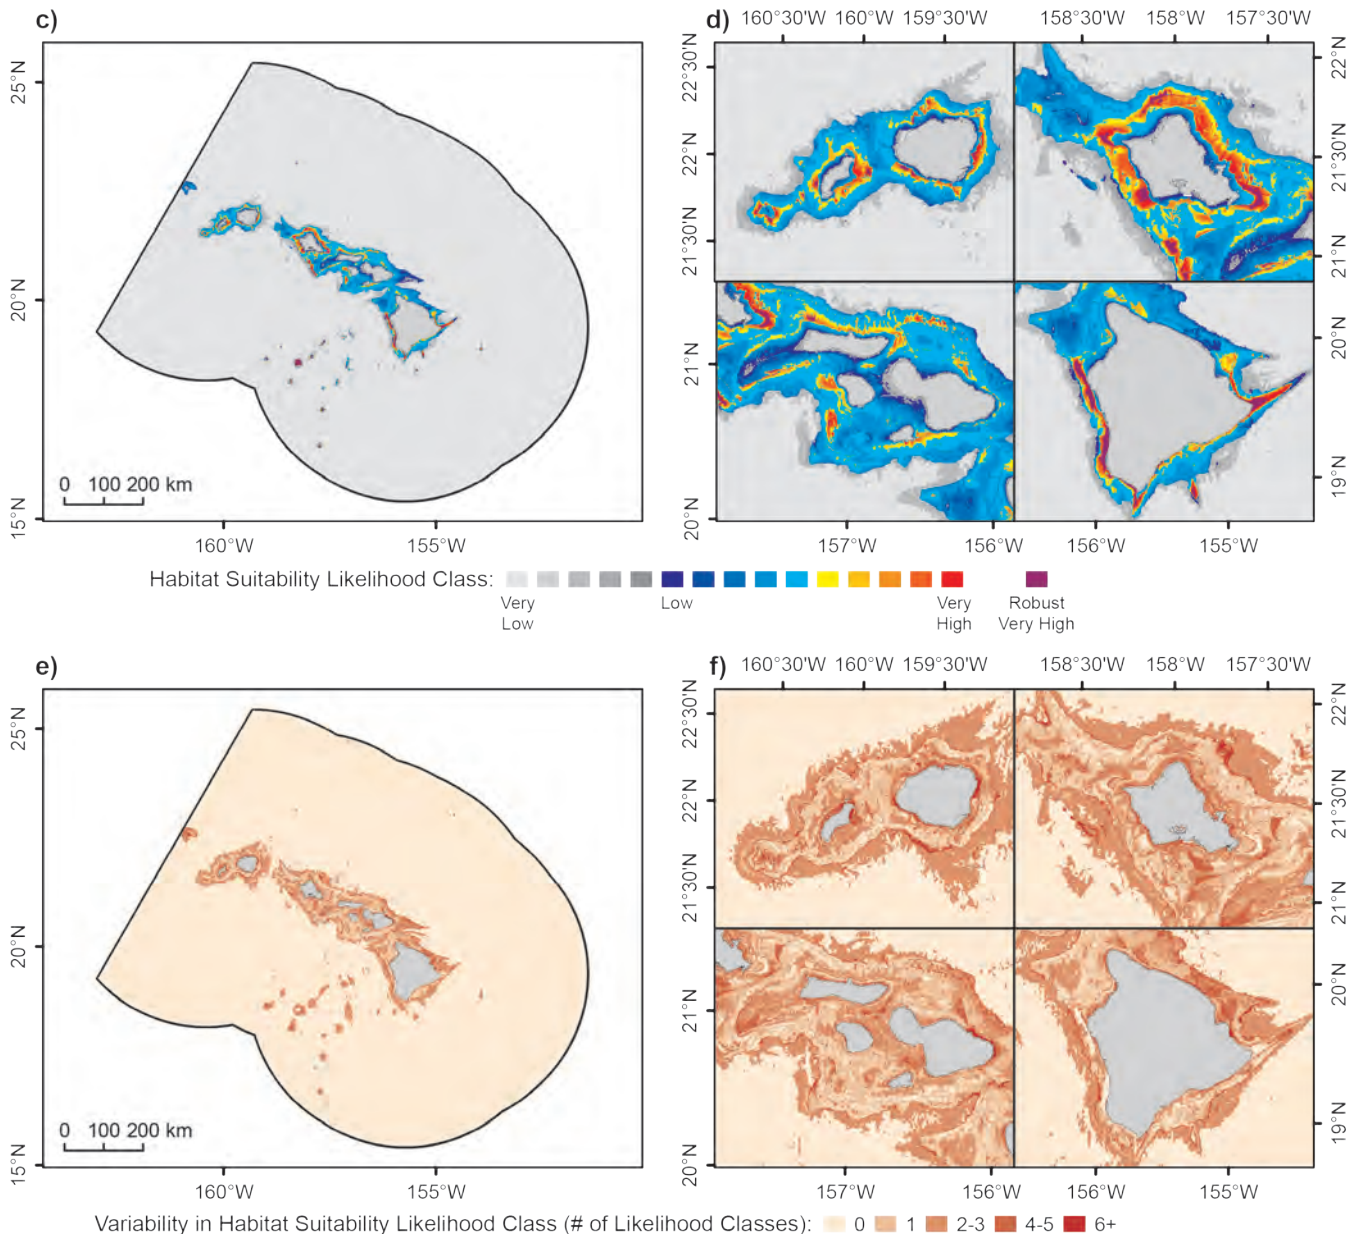 c)
d)
160°30'W 160°W 159°30'W
158°30'W 158°W 157°30'W
25°N
20°N
15°N
0 100 200 km
160°W
155°W
22°30'N
22°N
21°30'N
22°N
21°30'N
21°N
21°N
20°N
20°N
19°N
157°W
156°W
156°W
155°W
Habitat Suitability Likelihood Class:
Very Low
Low
Very High
Robust Very High
e)
f)
160°30'W 160°W 159°30'W
158°30'W 158°W 157°30'W
25°N
20°N
15°N
0 100 200 km
160°W
155°W
22°30'N
22°N
21°30'N
22°N
21°30'N
21°N
21°N
20°N
20°N
19°N
157°W
156°W
156°W
155°W
Variability in Habitat Suitability Likelihood Class (# of Likelihood Classes): 0 1 2-3 4-5 6+